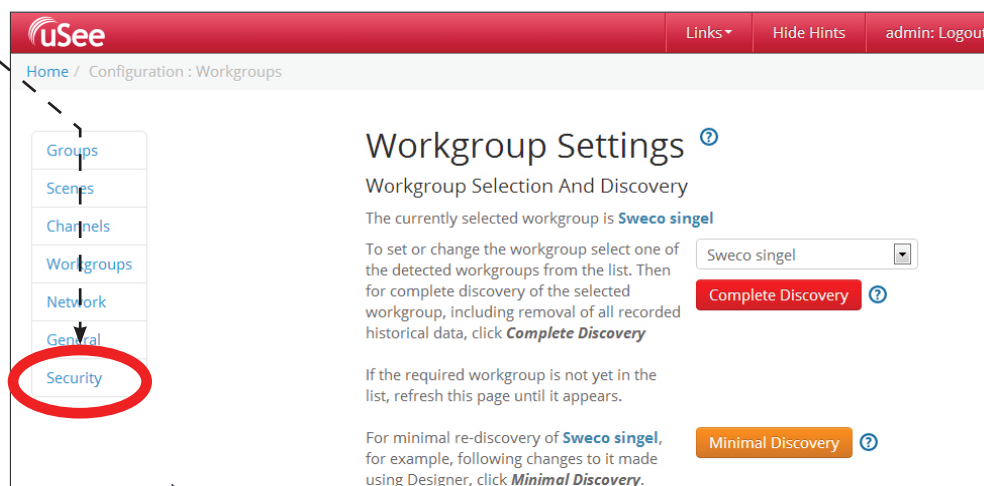 uSee
Links Hide Hints admin: Logout
Home / Configuration : Workgroups
Groups
Scenes
Channels
Workgroups
Network
General
Security
Workgroup Settings ?
Workgroup Selection And Discovery
The currently selected workgroup is Sweco singel
To set or change the workgroup select one of
the detected workgroups from the list. Then
for complete discovery of the selected
workgroup, including removal of all recorded
historical data, click Complete Discovery
Sweco singel
Complete Discovery ?
If the required workgroup is not yet in the
list, refresh this page until it appears.
For minimal re-discovery of Sweco singel,
for example, following changes to it made
using Designer, click Minimal Discovery.
Minimal Discovery ?